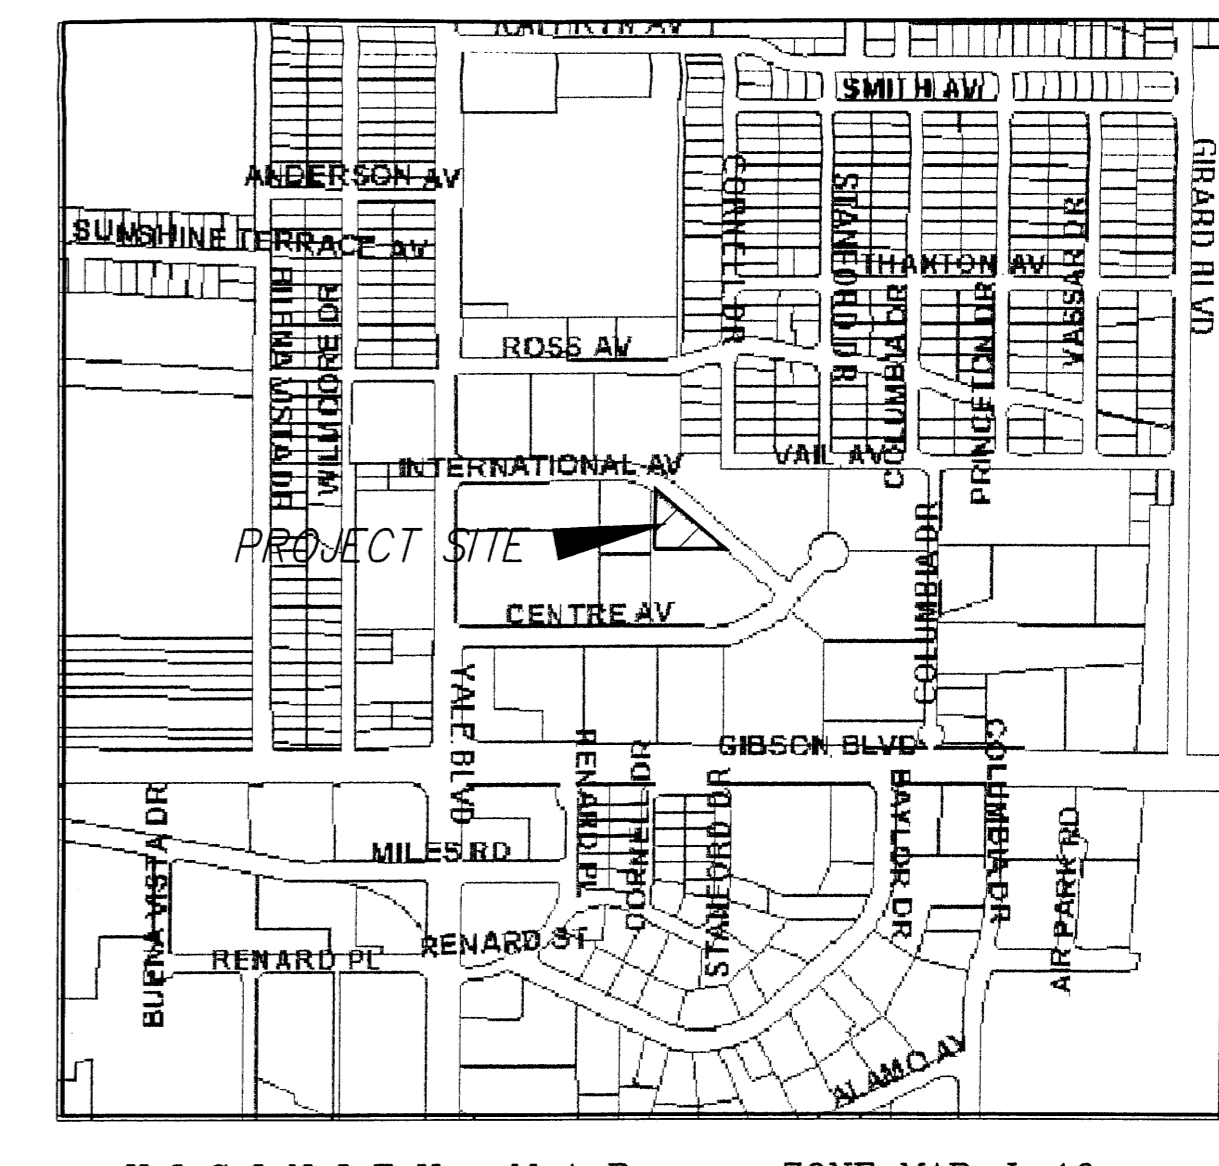 KATHRYN AV
SMITH AV
GIRARD BLVD
ANDERSON AV
CORNELL DR
STANFORD DR
SUNSHINE TERRACE AV
VASSAR DR
THAXTON AV
BUENA VISTA DR
WILMOORE DR
COLUMBIA DR
PRINCETON DR
ROSS AV
VAIL AV
INTERNATIONAL AV
PROJECT SITE
COLUMBIA DR
CENTRE AV
YALE BLVD
GIBSON BLVD
RENARD PL
CORNELL DR
STANFORD DR
BAYLOR DR
COLUMBIA DR
BUENA VISTA DR
AIR PARK RD
MILES RD
RENARD ST
RENARD PL
ALAMO AV